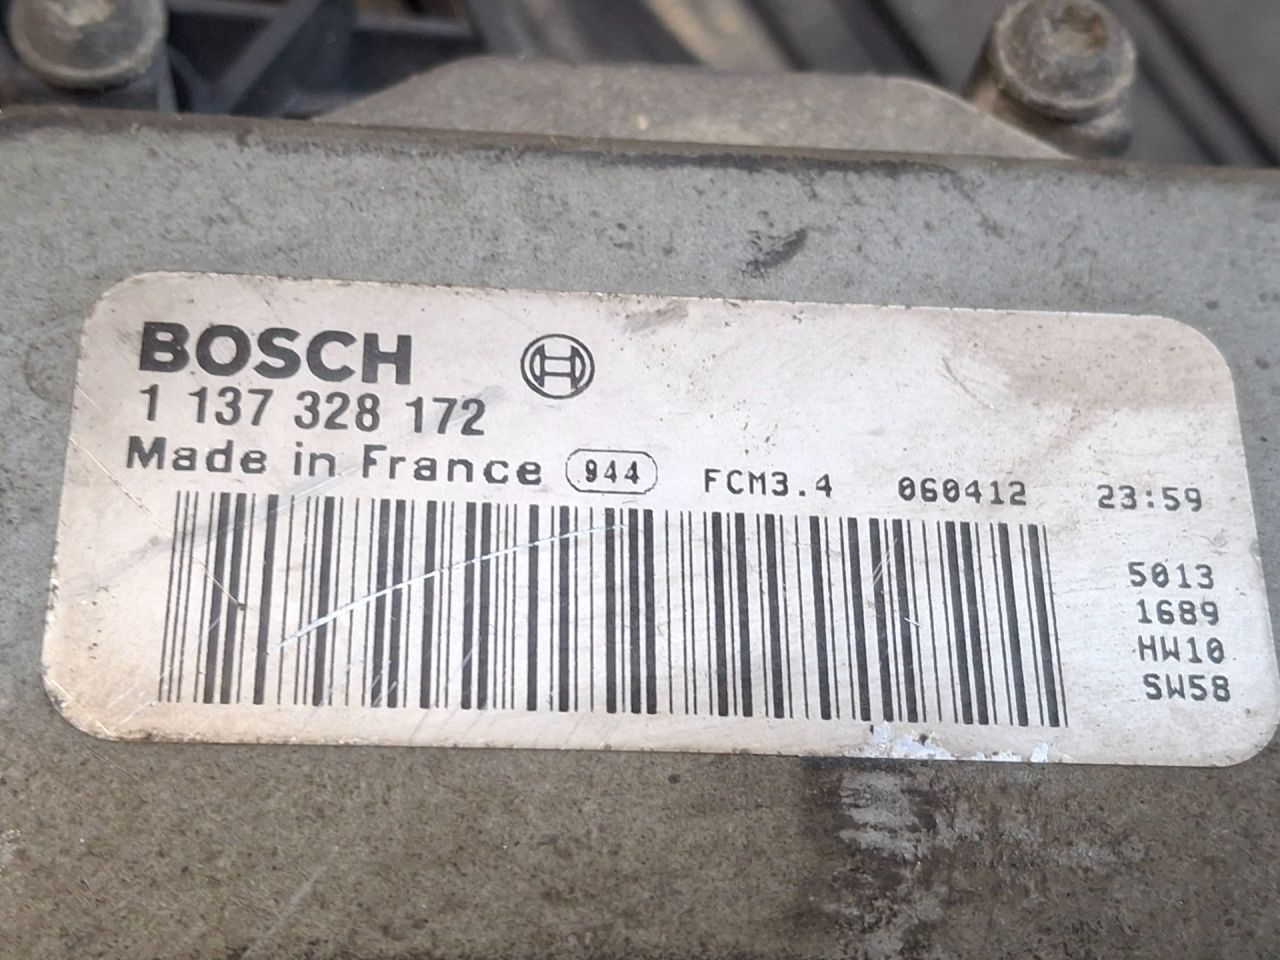 BOSCH
1 137 328 172
Made in France 944 FCM3.4 060412 23:59
5013
1689
HW10
SW58